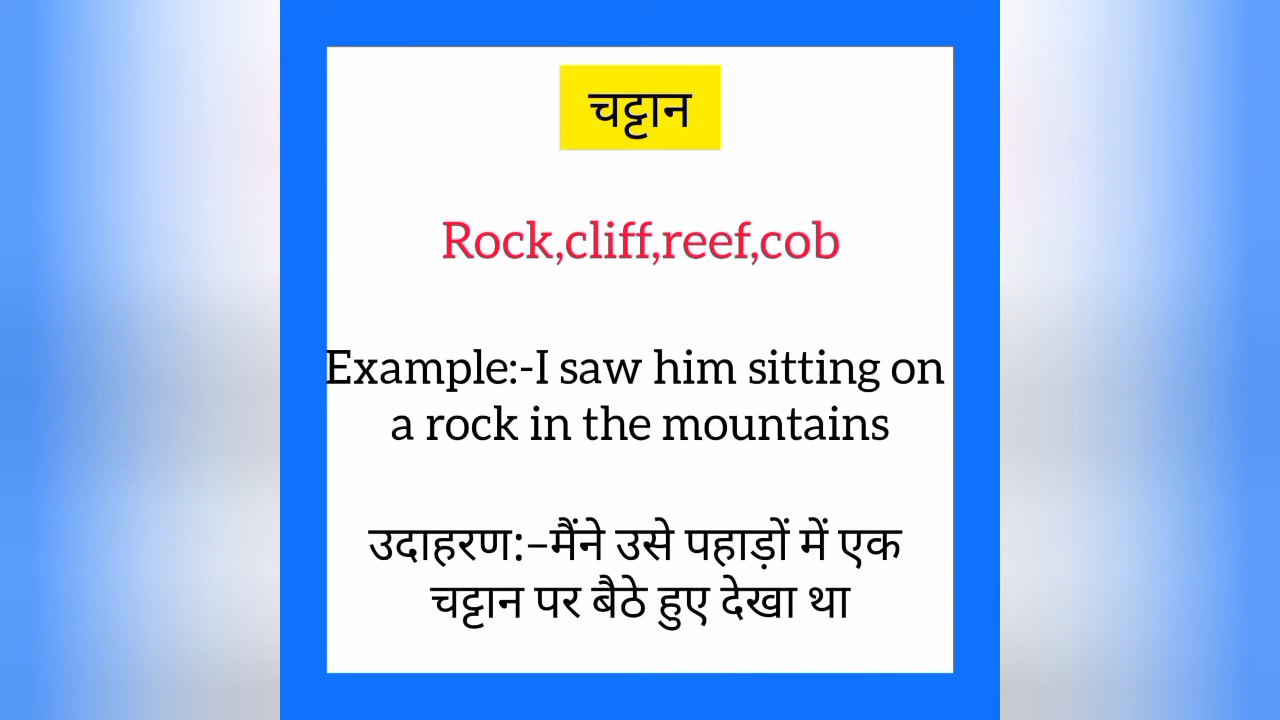 चट्टान
Rock,cliff,reef,cob
Example:-I saw him sitting on
a rock in the mountains
उदाहरण:–मैंने उसे पहाड़ों में एक
चट्टान पर बैठे हुए देखा था